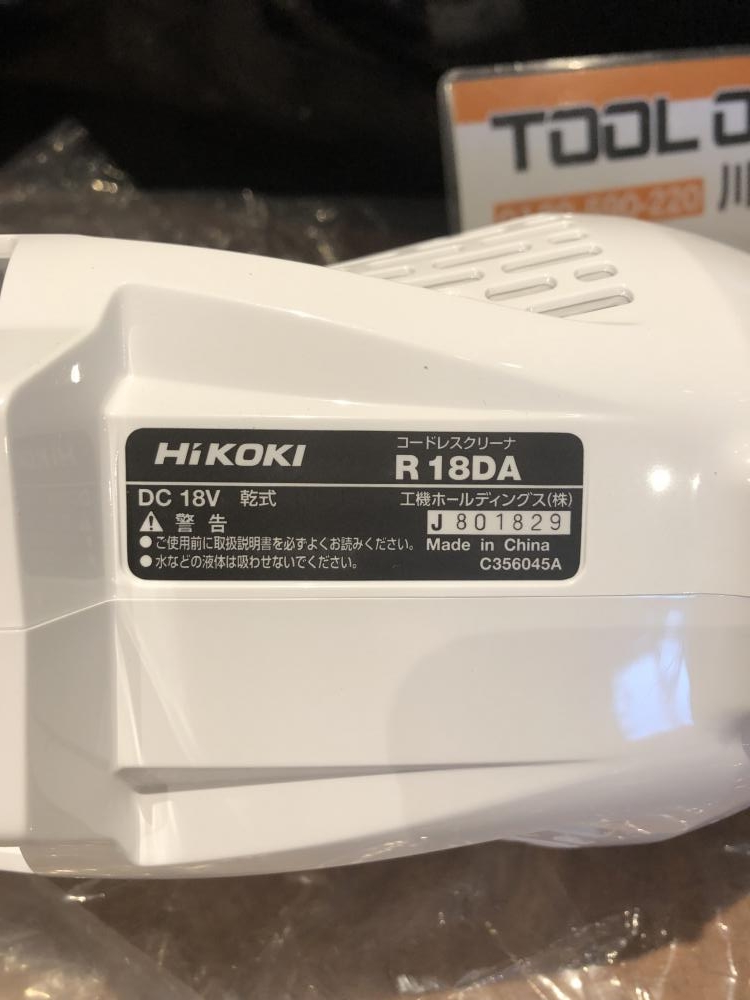 TOOL
川
590-220
HiKOKI
コードレスクリーナ
R 18DA
DC 18V 乾式
工機ホールディングス(株)
警告
J 801829
●ご使用前に取扱説明書を必ずよくお読みください。
Made in China
●水などの液体は吸わせないでください。
C356045A